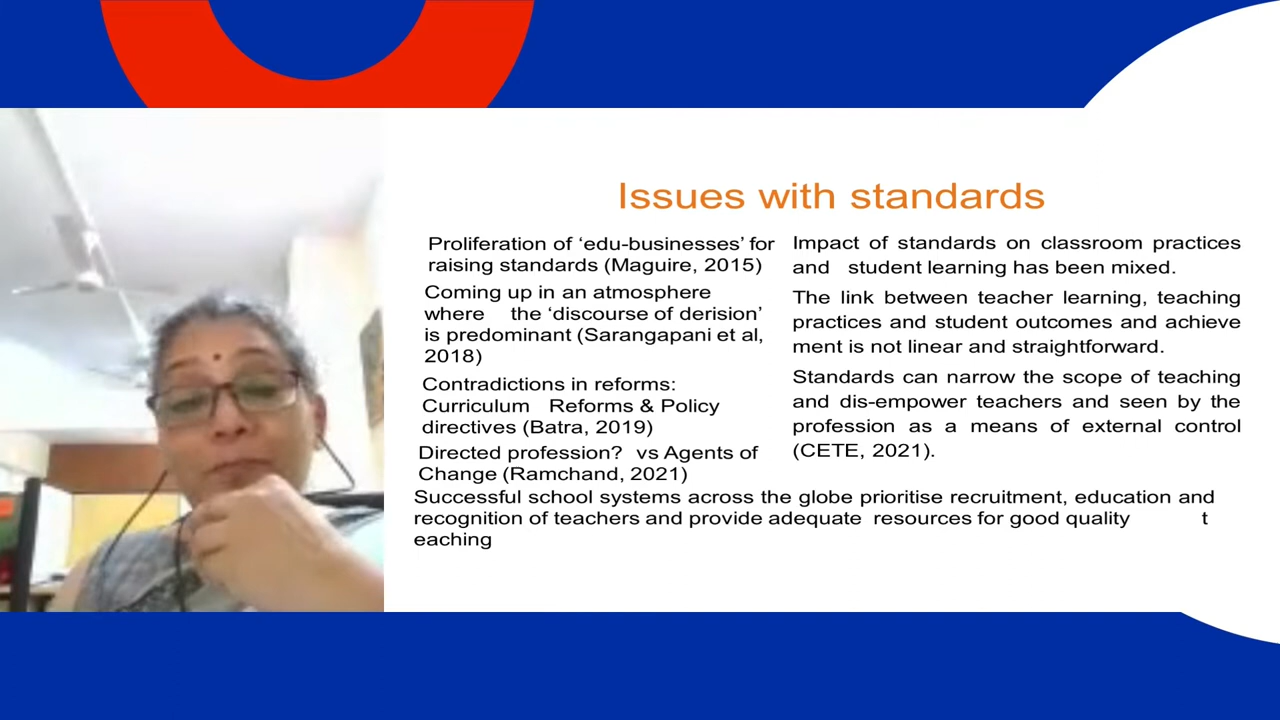 Issues with standards
Proliferation of ‘edu-businesses’ for
raising standards (Maguire, 2015)
Coming up in an atmosphere
where the ‘discourse of derision’
is predominant (Sarangapani et al,
2018)
Contradictions in reforms:
Curriculum Reforms & Policy
directives (Batra, 2019)
Directed profession? vs Agents of
Change (Ramchand, 2021)
Impact of standards on classroom practices
and student learning has been mixed.
The link between teacher learning, teaching
practices and student outcomes and achieve
ment is not linear and straightforward.
Standards can narrow the scope of teaching
and dis-empower teachers and seen by the
profession as a means of external control
(CETE, 2021).
Successful school systems across the globe prioritise recruitment, education and
recognition of teachers and provide adequate resources for good quality t
eaching